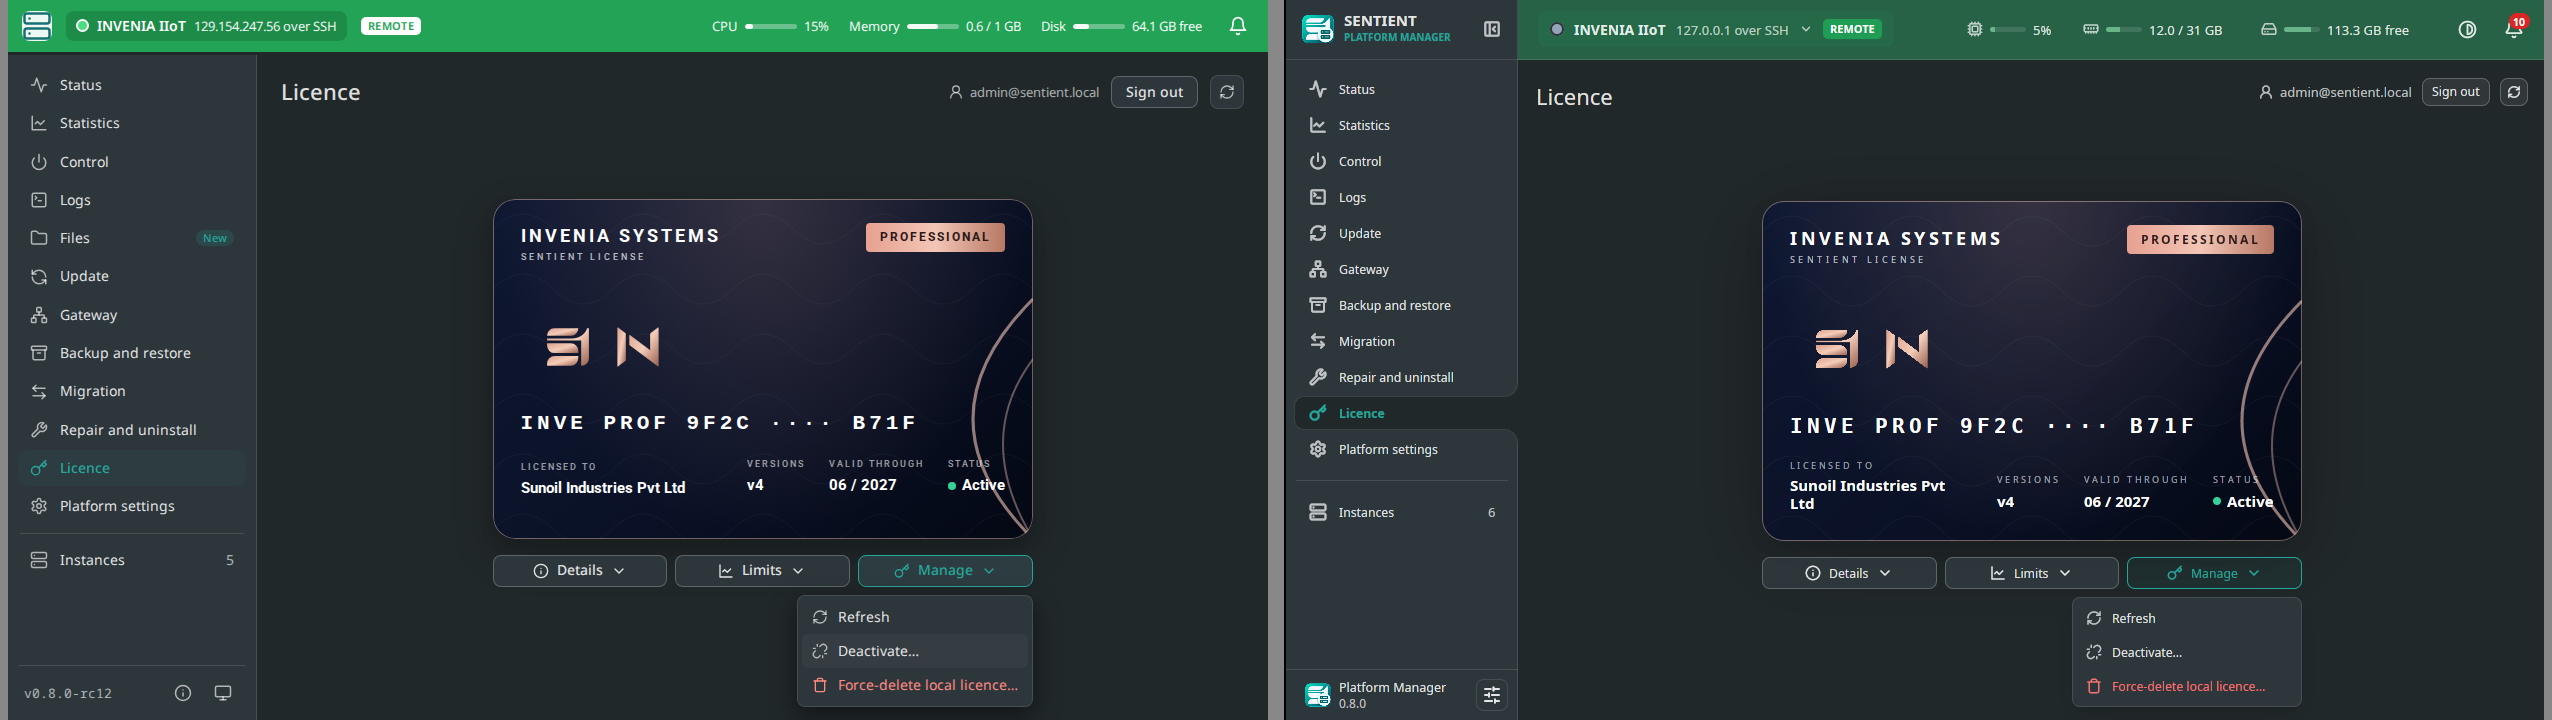 INVENIA IIoT 129.154.247.56 over SSH REMOTE CPU 15% Memory 0.6 / 1 GB Disk 64.1 GB free
Status
Statistics
Control
Logs
Files New
Update
Gateway
Backup and restore
Migration
Repair and uninstall
Licence
Platform settings
Instances 5
v0.8.0-rc12
Licence
admin@sentient.local Sign out
INVENIA SYSTEMS
SENTIENT LICENSE
PROFESSIONAL
INVE PROF 9F2C ···· B71F
LICENSED TO VERSIONS VALID THROUGH STATUS
Sunoil Industries Pvt Ltd v4 06 / 2027 Active
Details Limits Manage
Refresh
Deactivate...
Force-delete local licence...
SENTIENT
PLATFORM MANAGER
INVENIA IIoT 127.0.0.1 over SSH REMOTE 5% 12.0 / 31 GB 113.3 GB free 10
Status
Statistics
Control
Logs
Update
Gateway
Backup and restore
Migration
Repair and uninstall
Licence
Platform settings
Instances 6
Platform Manager
0.8.0
Licence
admin@sentient.local Sign out
INVENIA SYSTEMS
SENTIENT LICENSE
PROFESSIONAL
INVE PROF 9F2C ···· B71F
LICENSED TO VERSIONS VALID THROUGH STATUS
Sunoil Industries Pvt
Ltd v4 06 / 2027 Active
Details Limits Manage
Refresh
Deactivate...
Force-delete local licence...